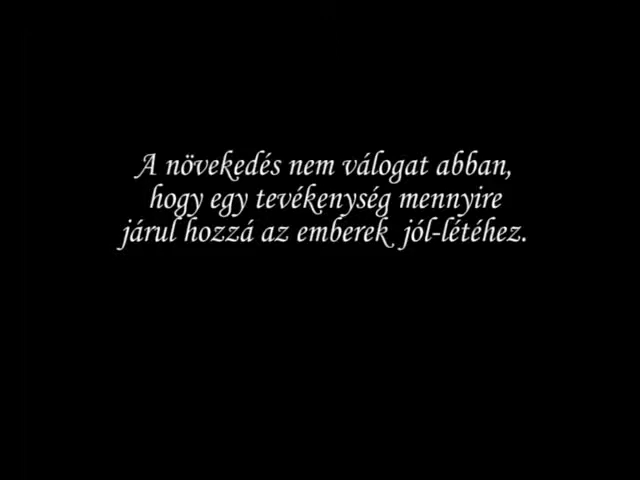 A növekedés nem válogat abban,
hogy egy tevékenység mennyire
járul hozzá az emberek jól-létéhez.